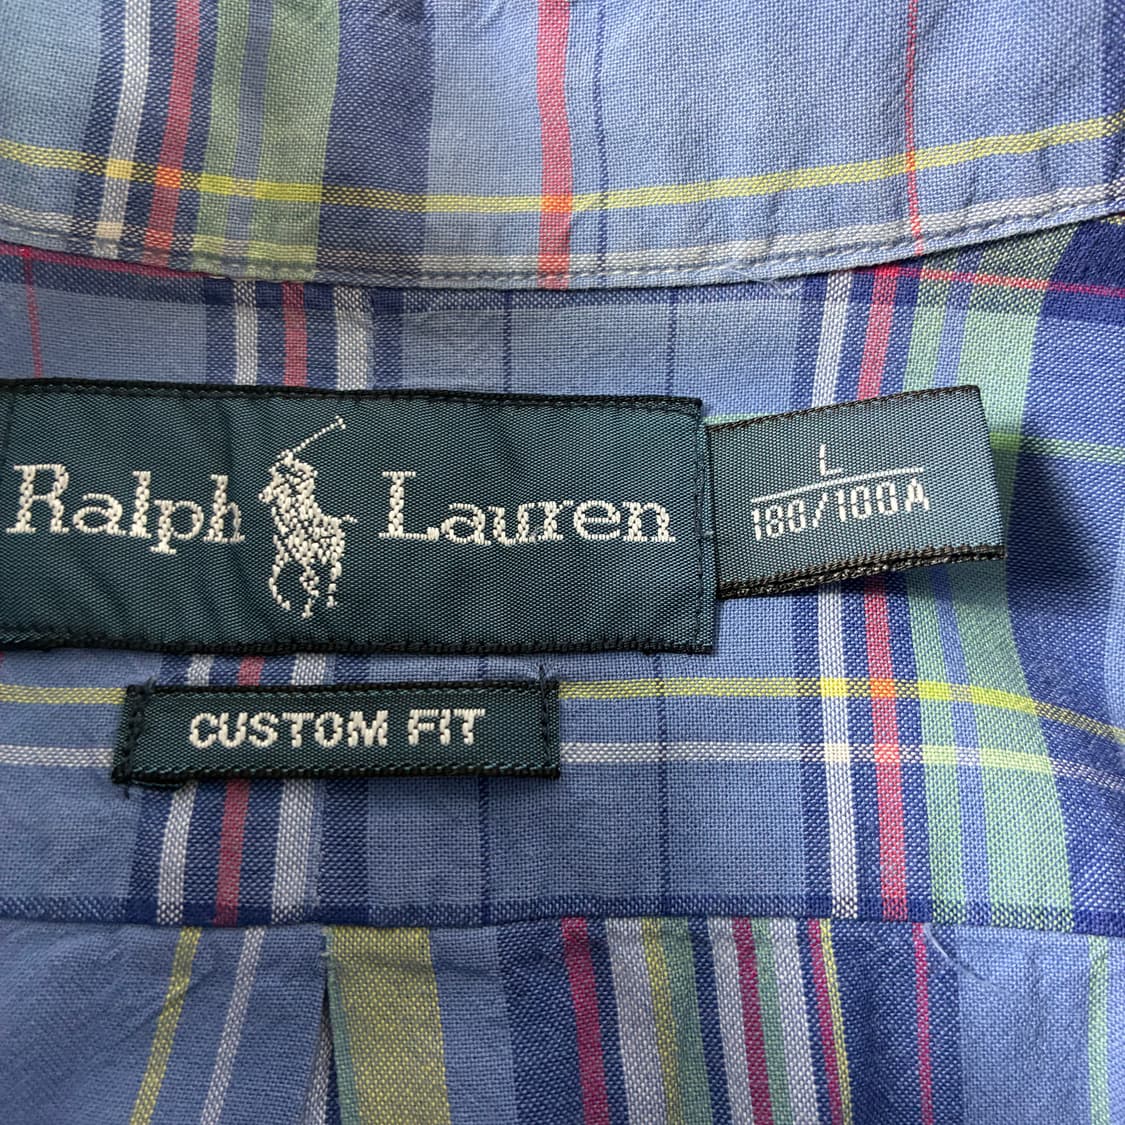 Ralph Lauren
L
180/100A
CUSTOM FIT